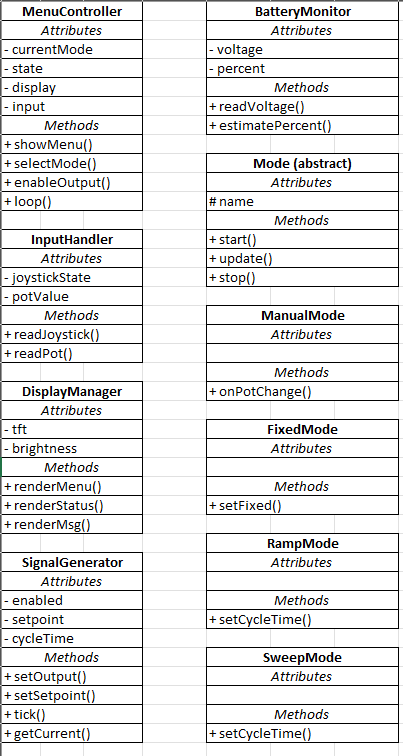 MenuController
Attributes
- currentMode
- state
- display
- input
Methods
+ showMenu()
+ selectMode()
+ enableOutput()
+ loop()
InputHandler
Attributes
- joystickState
- potValue
Methods
+ readJoystick()
+ readPot()
DisplayManager
Attributes
- tft
- brightness
Methods
+ renderMenu()
+ renderStatus()
+ renderMsg()
SignalGenerator
Attributes
- enabled
- setpoint
- cycleTime
Methods
+ setOutput()
+ setSetpoint()
+ tick()
+ getCurrent()
BatteryMonitor
Attributes
- voltage
- percent
Methods
+ readVoltage()
+ estimatePercent()
Mode (abstract)
Attributes
# name
Methods
+ start()
+ update()
+ stop()
ManualMode
Attributes
Methods
+ onPotChange()
FixedMode
Attributes
Methods
+ setFixed()
RampMode
Attributes
Methods
+ setCycleTime()
SweepMode
Attributes
Methods
+ setCycleTime()